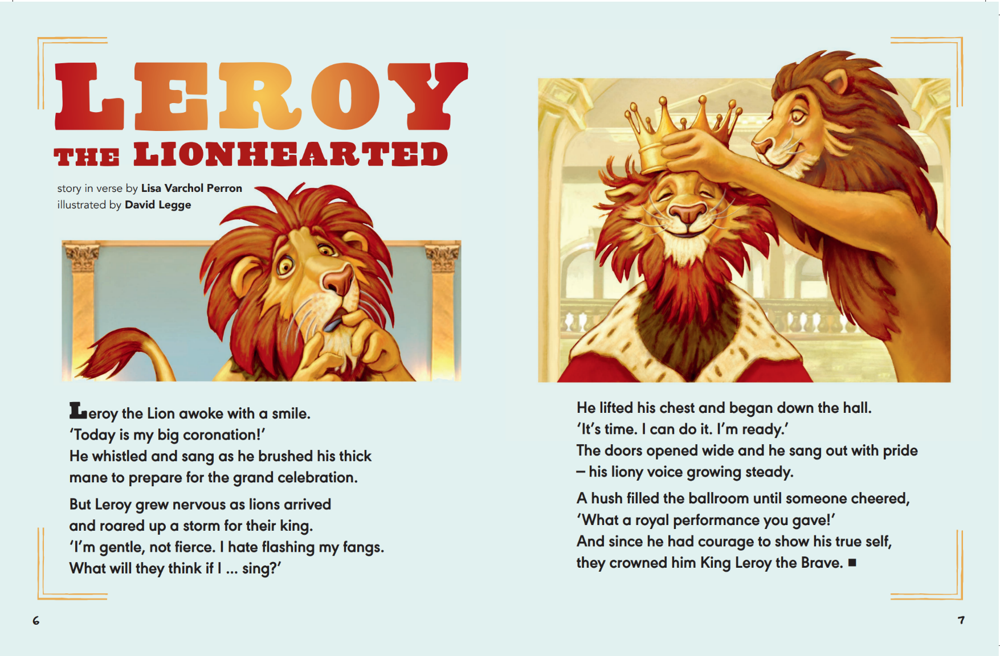 LEROY
THE LIONHEARTED
story in verse by Lisa Varchol Perron
illustrated by David Legge
Leroy the Lion awoke with a smile.
‘Today is my big coronation!’
He whistled and sang as he brushed his thick
mane to prepare for the grand celebration.
But Leroy grew nervous as lions arrived
and roared up a storm for their king.
‘I’m gentle, not fierce. I hate flashing my fangs.
What will they think if I ... sing?’
6
He lifted his chest and began down the hall.
‘It’s time. I can do it. I’m ready.’
The doors opened wide and he sang out with pride
– his liony voice growing steady.
A hush filled the ballroom until someone cheered,
‘What a royal performance you gave!’
And since he had courage to show his true self,
they crowned him King Leroy the Brave. ■
7